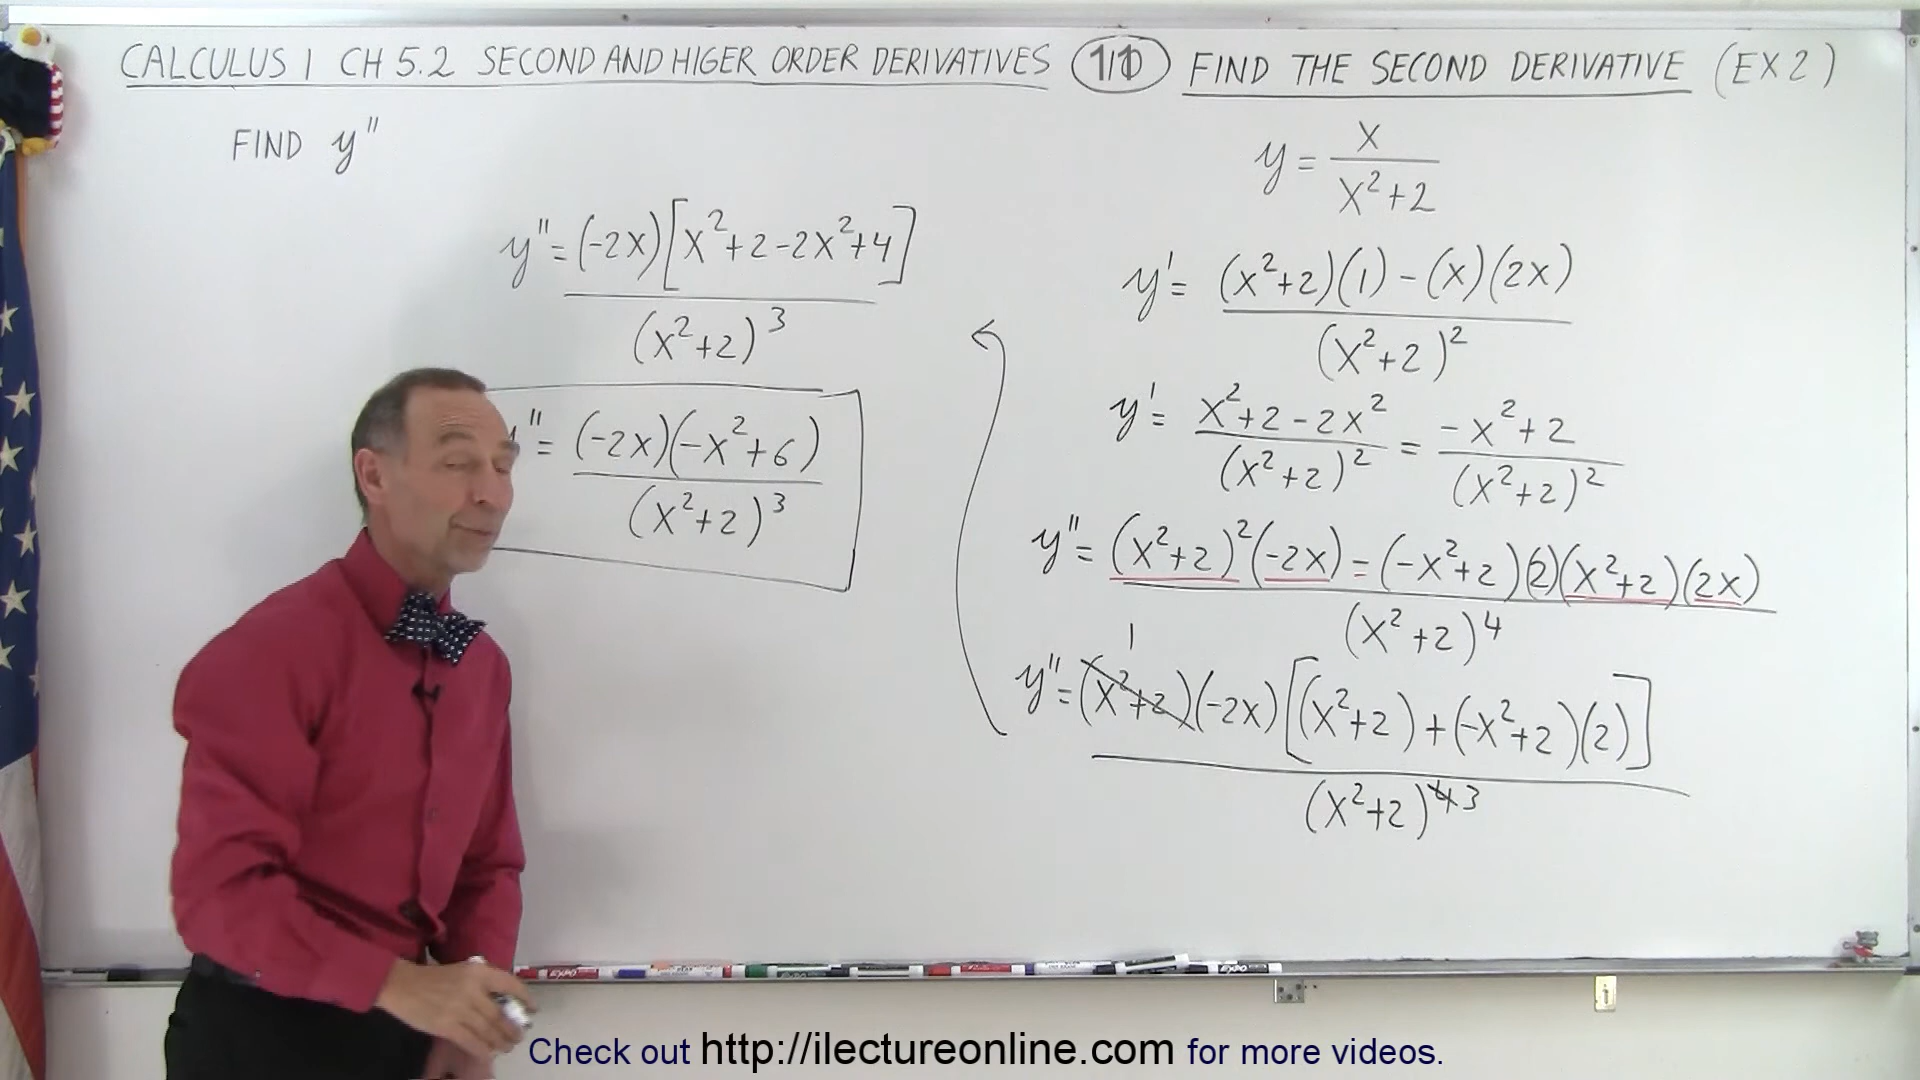 CALCULUS 1 CH 5.2 SECOND AND HIGER ORDER DERIVATIVES FIND THE SECOND DERIVATIVE (EX 2)
FIND y''
y'' = (-2x)[x²+2-2x²+4]
(x²+2)³
'' = (-2x)(-x²+6)
(x²+2)³
y = x
x²+2
y' = (x²+2)(1) - (x)(2x)
(x²+2)²
y' = x²+2-2x² = -x²+2
(x²+2)² (x²+2)²
y'' = (x²+2)²(-2x) - (-x²+2)(2)(x²+2)(2x)
(x²+2)⁴
1
y'' = (x²+2)(-2x)[(x²+2)+(-x²+2)(2)]
(x²+2)⁴ 3
EXPO
EXPO
Check out http://ilectureonline.com for more videos.